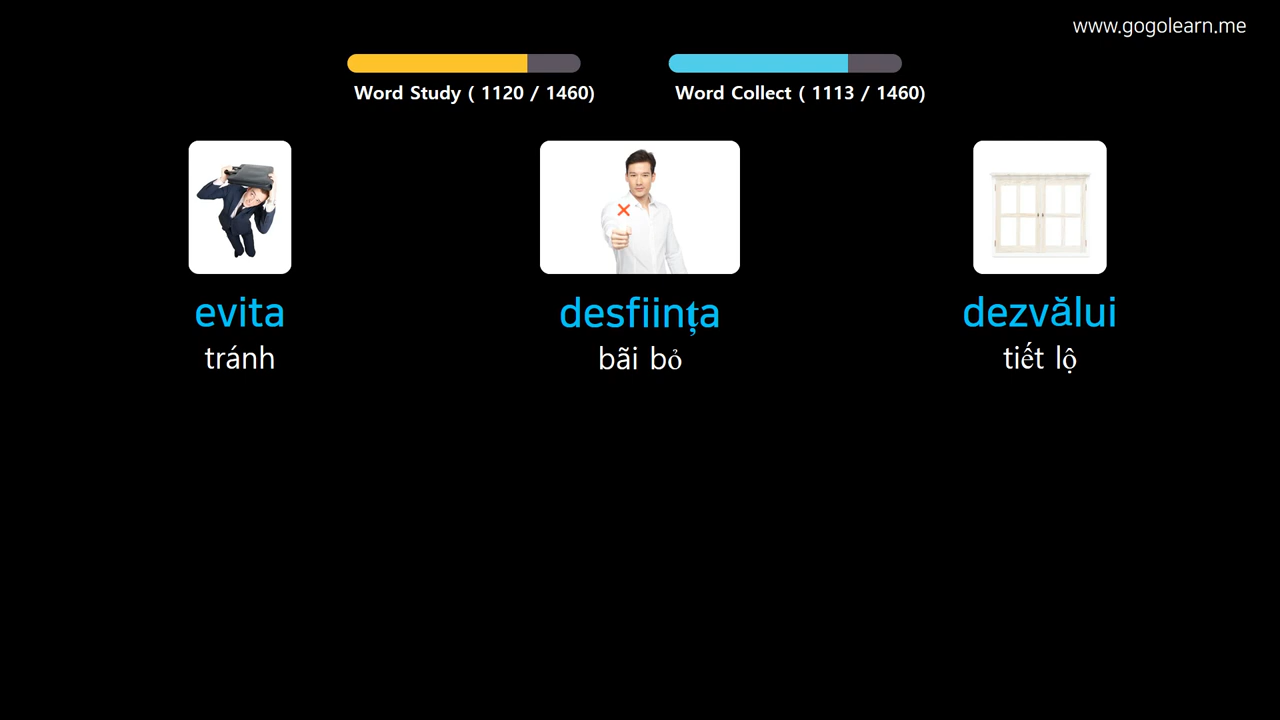 www.gogolearn.me
Word Study ( 1120 / 1460)
Word Collect ( 1113 / 1460)
evita
desființa
dezvălui
tránh
bãi bỏ
tiết lộ